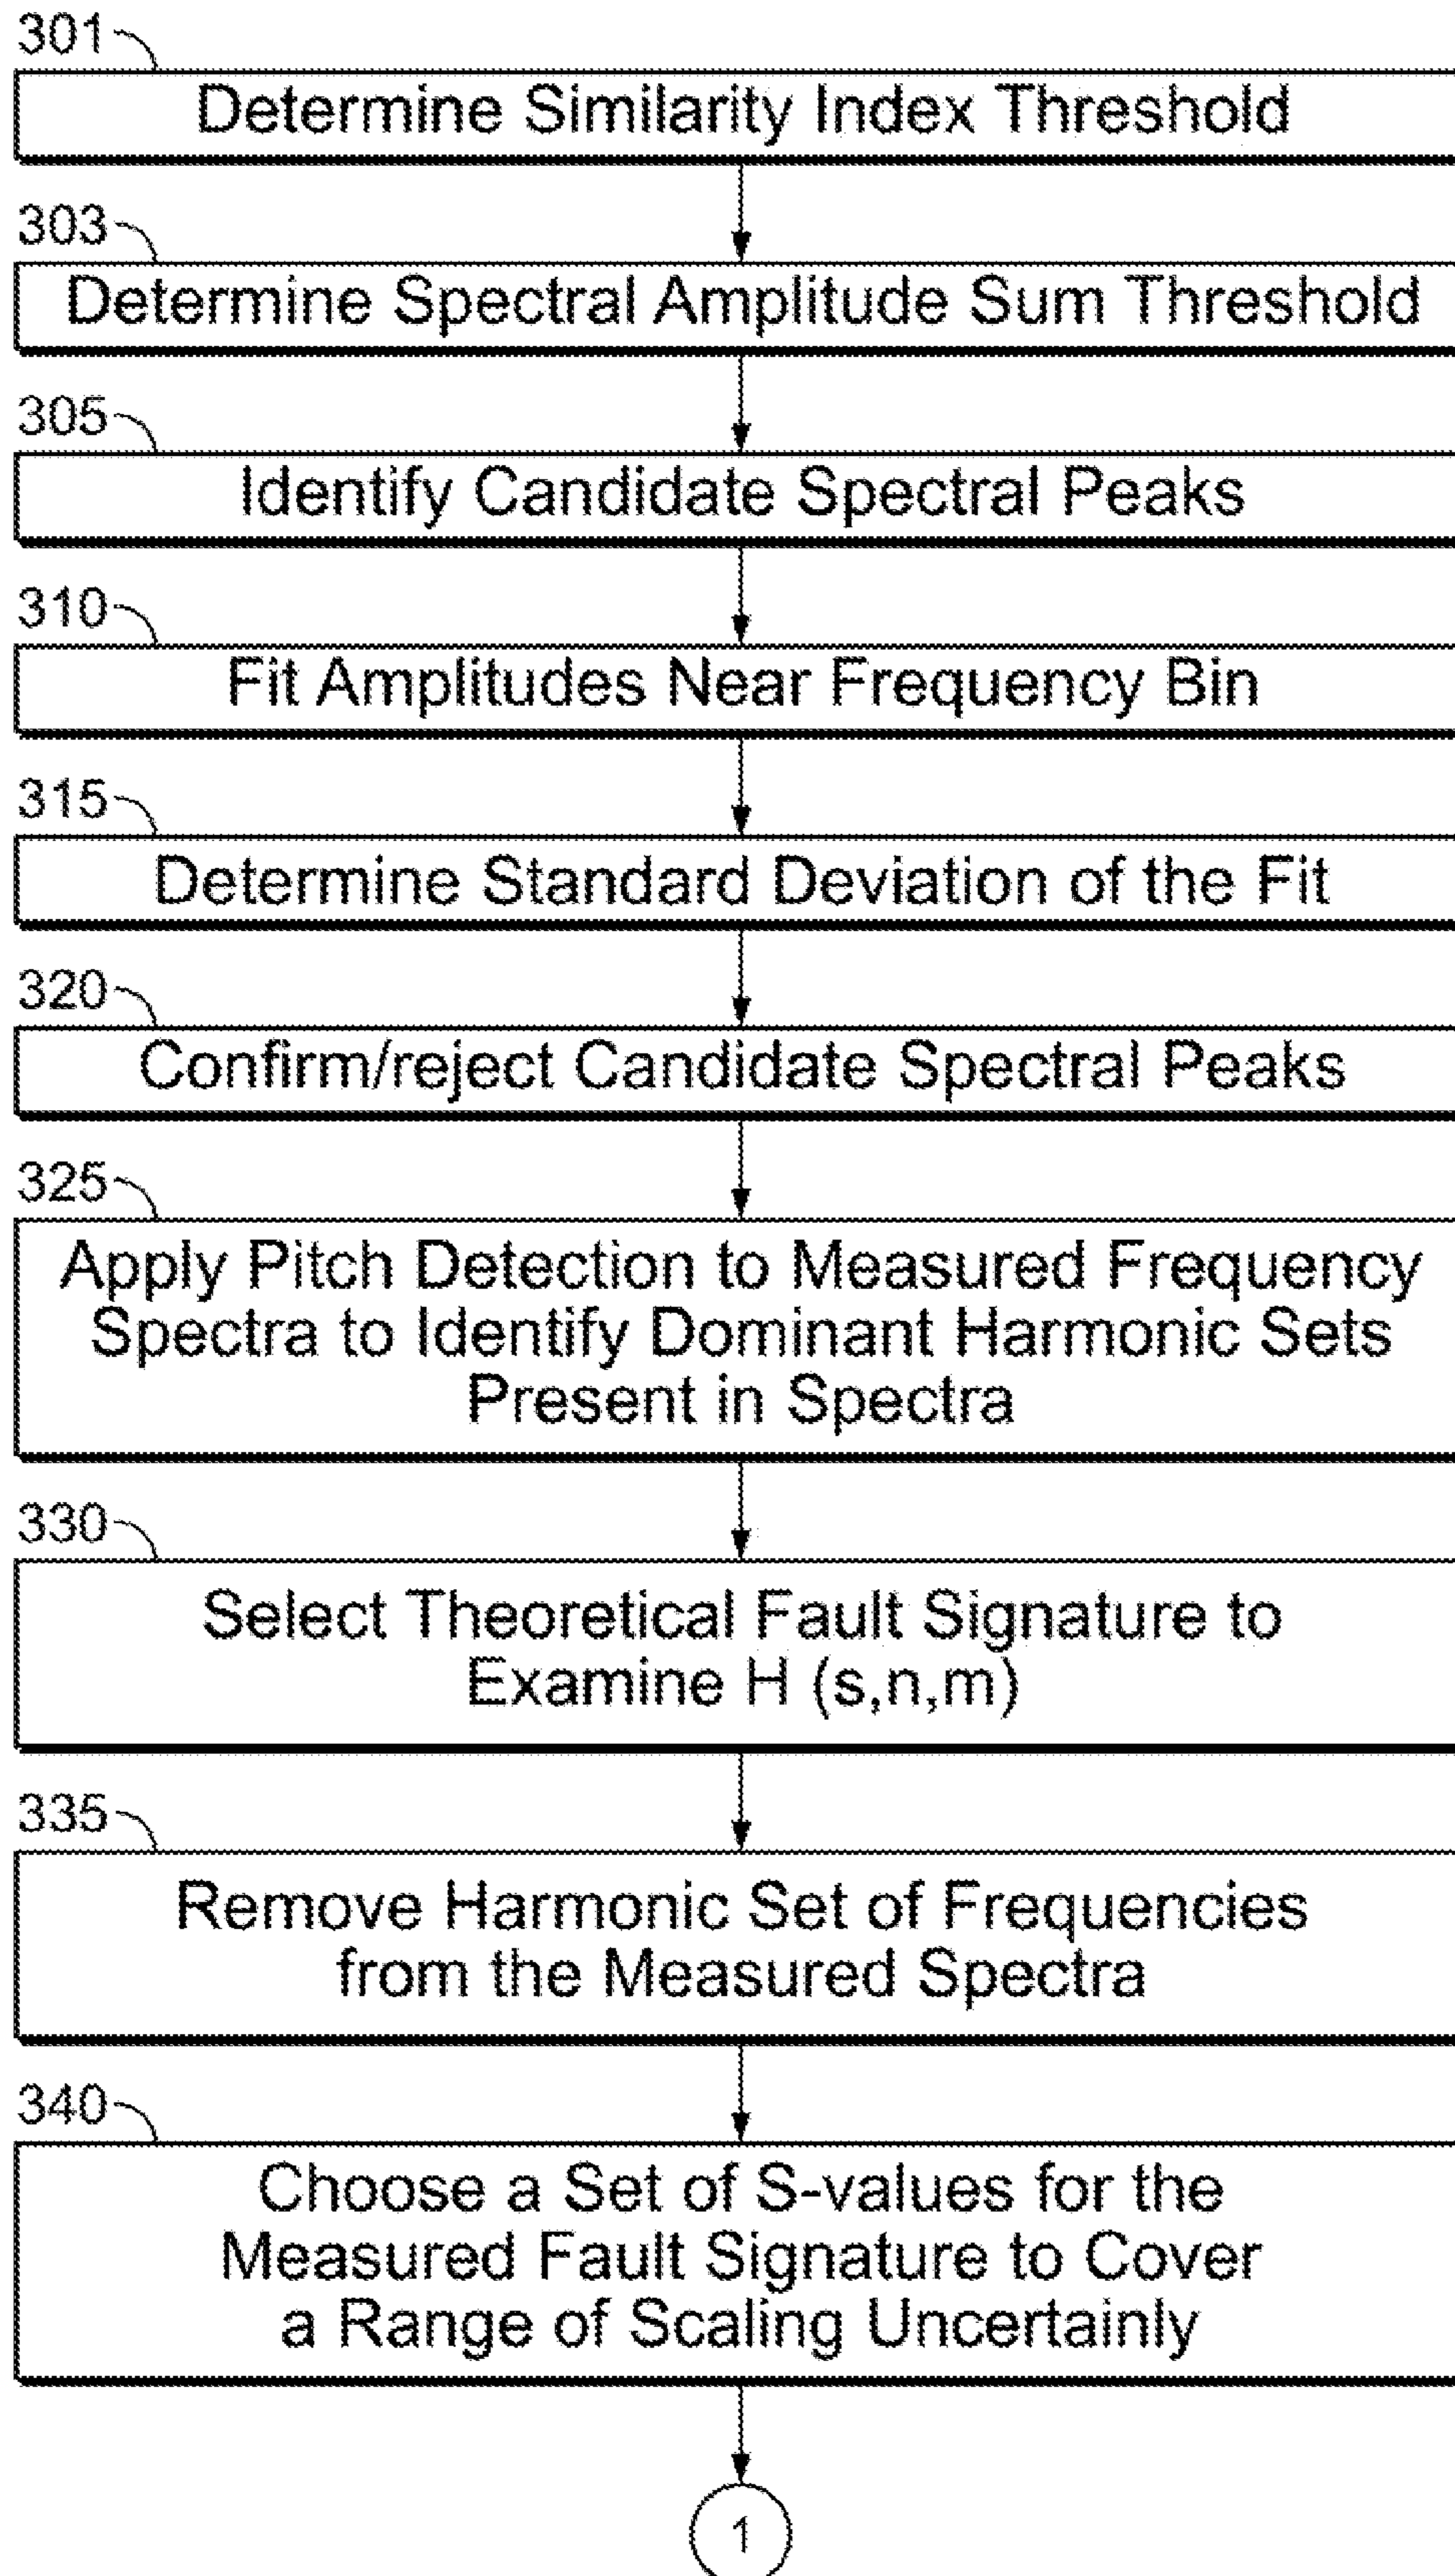 301
Determine Similarity Index Threshold
303
Determine Spectral Amplitude Sum Threshold
305
Identify Candidate Spectral Peaks
310
Fit Amplitudes Near Frequency Bin
315
Determine Standard Deviation of the Fit
320
Confirm/reject Candidate Spectral Peaks
325
Apply Pitch Detection to Measured Frequency
Spectra to Identify Dominant Harmonic Sets
Present in Spectra
330
Select Theoretical Fault Signature to
Examine H (s,n,m)
335
Remove Harmonic Set of Frequencies
from the Measured Spectra
340
Choose a Set of S-values for the
Measured Fault Signature to Cover
a Range of Scaling Uncertainly
1